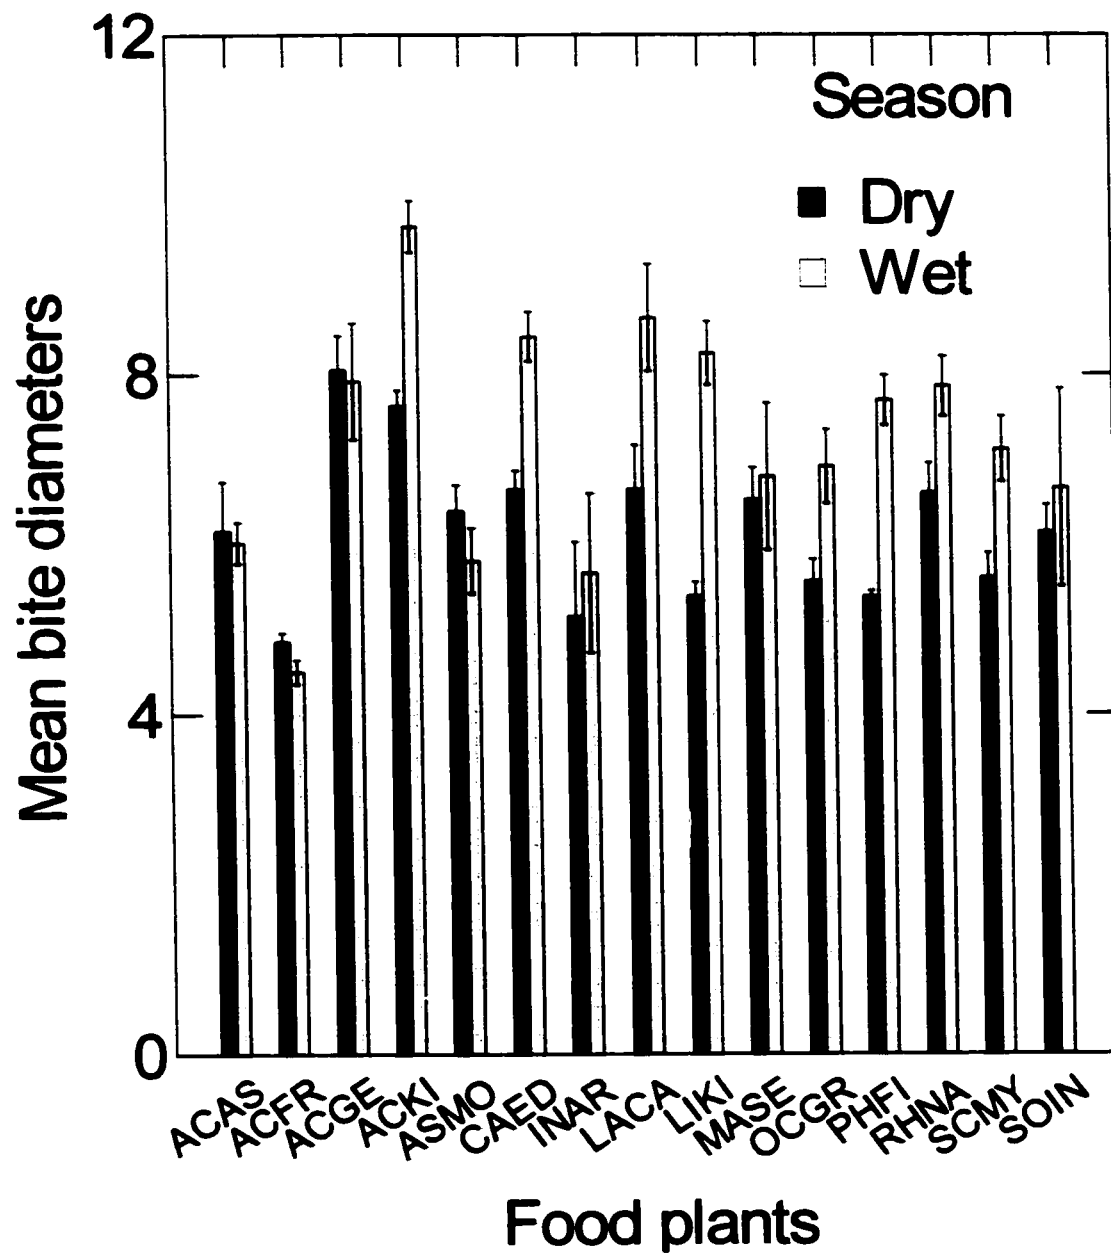 12
8
4
0
Mean bite diameters
Season
Dry
Wet
ACAS
ACFR
ACGE
ACKI
ASMO
CAED
INAR
LACA
LIKI
MASE
OCGR
PHFI
RHNA
SCMY
SOIN
Food plants